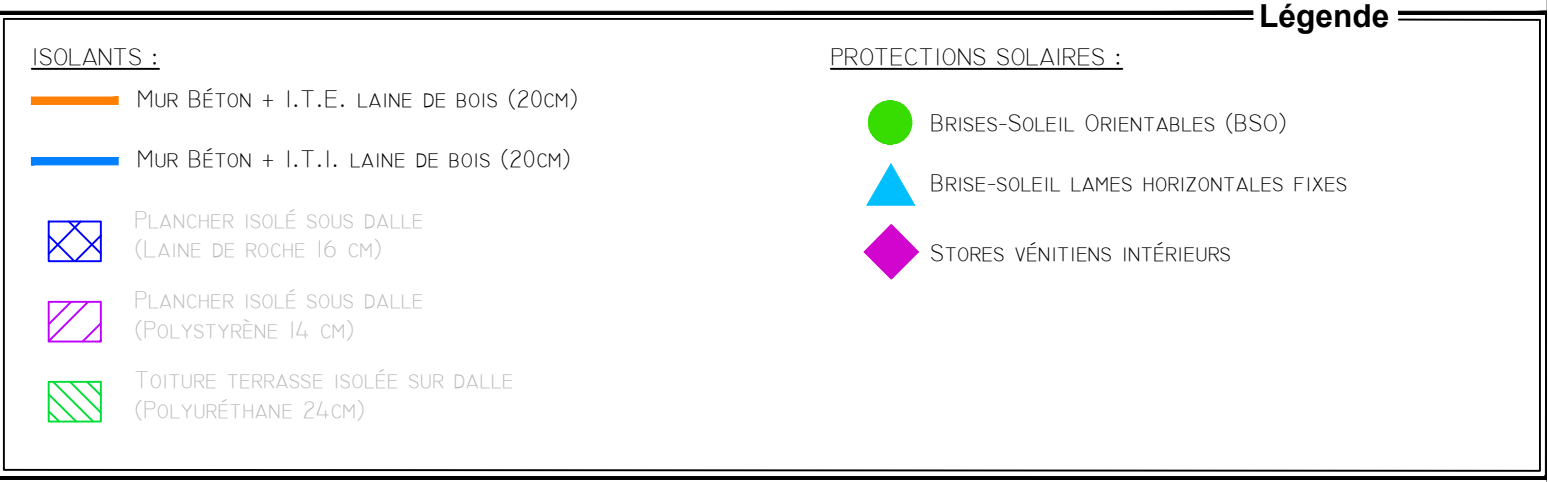 Légende
ISOLANTS :
MUR BÉTON + I.T.E. LAINE DE BOIS (20CM)
MUR BÉTON + I.T.I. LAINE DE BOIS (20CM)
PLANCHER ISOLÉ SOUS DALLE
(LAINE DE ROCHE 16 CM)
PLANCHER ISOLÉ SOUS DALLE
(POLYSTYRÈNE 14 CM)
TOITURE TERRASSE ISOLÉE SUR DALLE
(POLYURÉTHANE 24CM)
PROTECTIONS SOLAIRES :
BRISES-SOLEIL ORIENTABLES (BSO)
BRISE-SOLEIL LAMES HORIZONTALES FIXES
STORES VÉNITIENS INTÉRIEURS